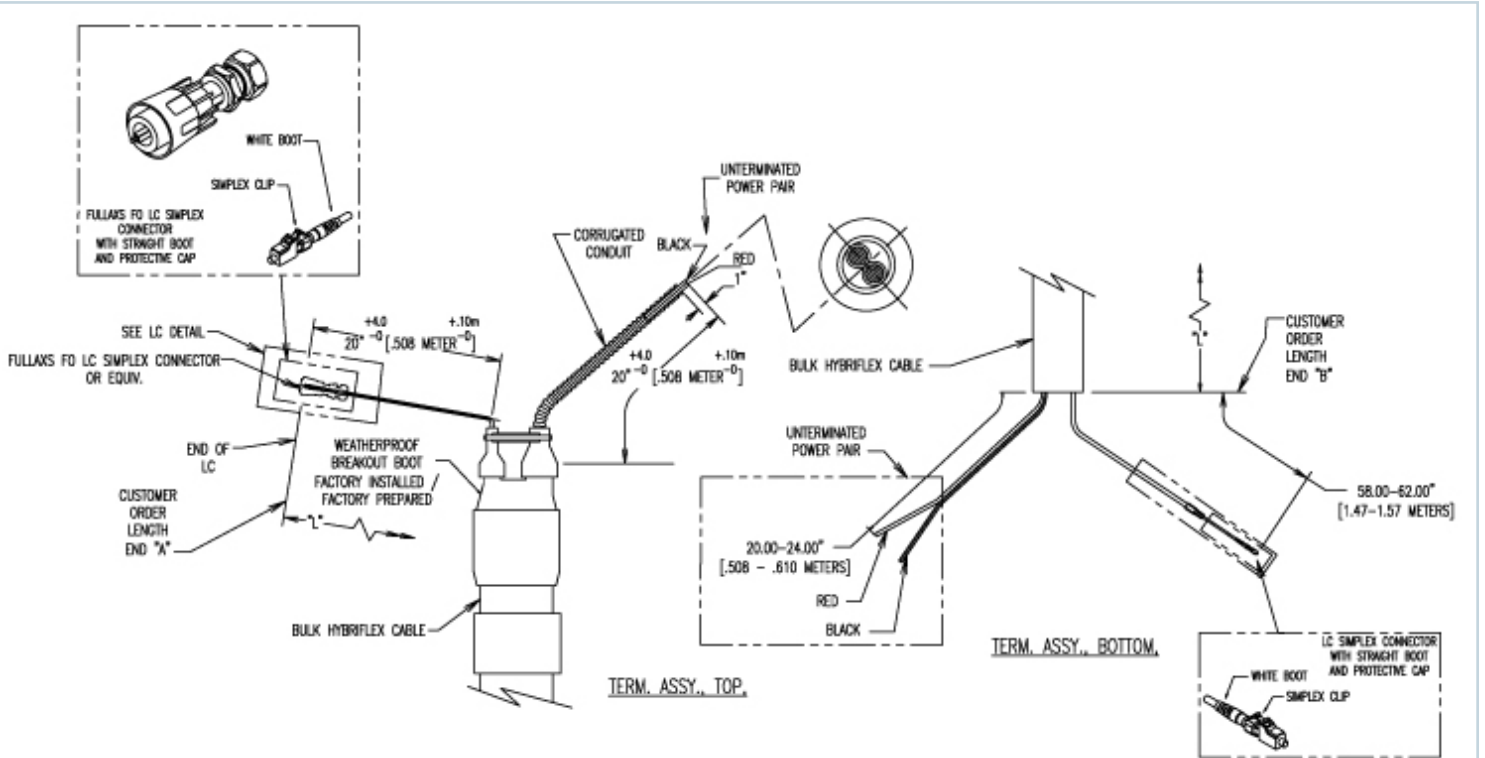 WHITE BOOT
SIMPLEX CLIP
FULLAXS FO LC SIMPLEX
CONNECTOR
WITH STRAIGHT BOOT
AND PROTECTIVE CAP
UNTERMINATED
POWER PAIR
CORRUGATED
CONDUIT
BLACK
RED
1"
SEE LC DETAIL
FULLAXS FO LC SIMPLEX CONNECTOR
OR EQUIV.
+4.0 +.10m
20" -0 [.508 METER -0]
+4.0 +.10m
20" -0 [.508 METER -0]
END OF
LC
WEATHERPROOF
BREAKOUT BOOT
FACTORY INSTALLED
FACTORY PREPARED
CUSTOMER
ORDER
LENGTH
END "A"
"L"
BULK HYBRIFLEX CABLE
TERM. ASSY., TOP,
BULK HYBRIFLEX CABLE
"L"
CUSTOMER
ORDER
LENGTH
END "B"
UNTERMINATED
POWER PAIR
20.00-24.00"
[.508 - .610 METERS]
RED
BLACK
58.00-62.00"
[1.47-1.57 METERS]
TERM. ASSY., BOTTOM,
LC SIMPLEX CONNECTOR
WITH STRAIGHT BOOT
AND PROTECTIVE CAP
WHITE BOOT
SIMPLEX CLIP